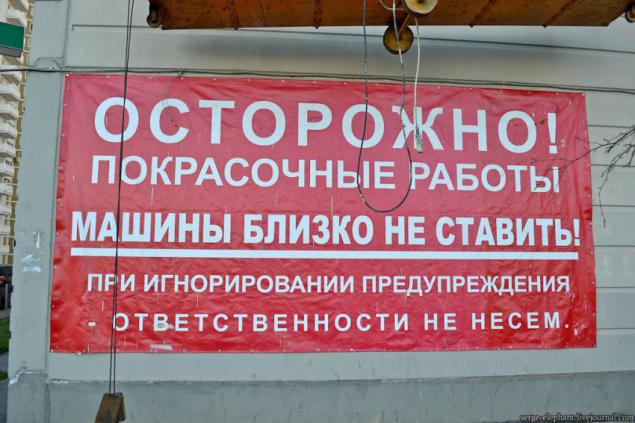 ОСТОРОЖНО!
ПОКРАСОЧНЫЕ РАБОТЫ
МАШИНЫ БЛИЗКО НЕ СТАВИТЬ!
ПРИ ИГНОРИРОВАНИИ ПРЕДУПРЕЖДЕНИЯ
- ОТВЕТСТВЕННОСТИ НЕ НЕСЕМ.
serge-elephant.livejournal.com